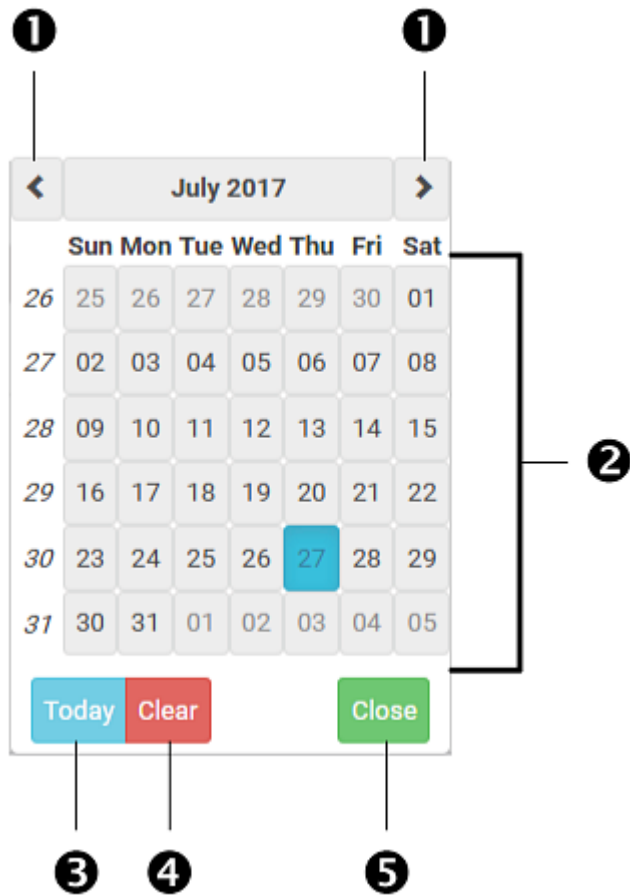 ❶ ❶
July 2017
Sun Mon Tue Wed Thu Fri Sat
26 25 26 27 28 29 30 01
27 02 03 04 05 06 07 08
28 09 10 11 12 13 14 15
29 16 17 18 19 20 21 22
❷
30 23 24 25 26 27 28 29
31 30 31 01 02 03 04 05
Today Clear Close
❸ ❹ ❺